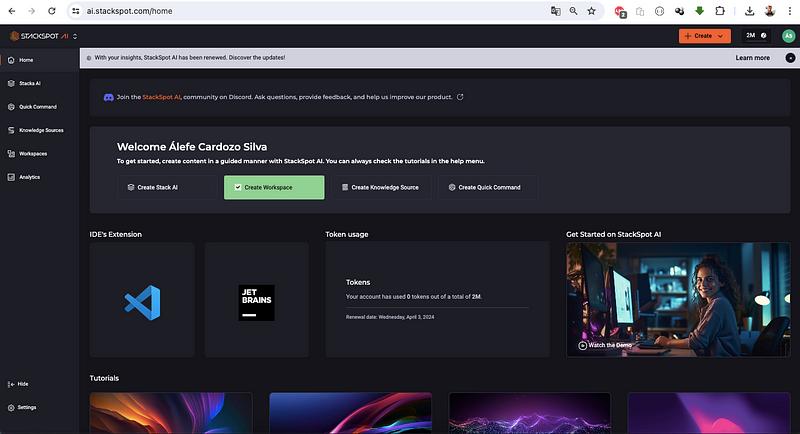 ai.stackspot.com/home
2
STACKSPOT AI
Create
2M
ÁS
Home
Stacks AI
Quick Command
Knowledge Sources
Workspaces
Analytics
Hide
Settings
With your insights, StackSpot AI has been renewed. Discover the updates!
Learn more
Join the StackSpot AI, community on Discord. Ask questions, provide feedback, and help us improve our product.
Welcome Álefe Cardozo Silva
To get started, create content in a guided manner with StackSpot AI. You can always check the tutorials in the help menu.
Create Stack AI
Create Workspace
Create Knowledge Source
Create Quick Command
IDE's Extension
Token usage
Get Started on StackSpot AI
JET
BRAINS
Tokens
Your account has used 0 tokens out of a total of 2M.
Renewal date: Wednesday, April 3, 2024
Watch the Demo
Tutorials